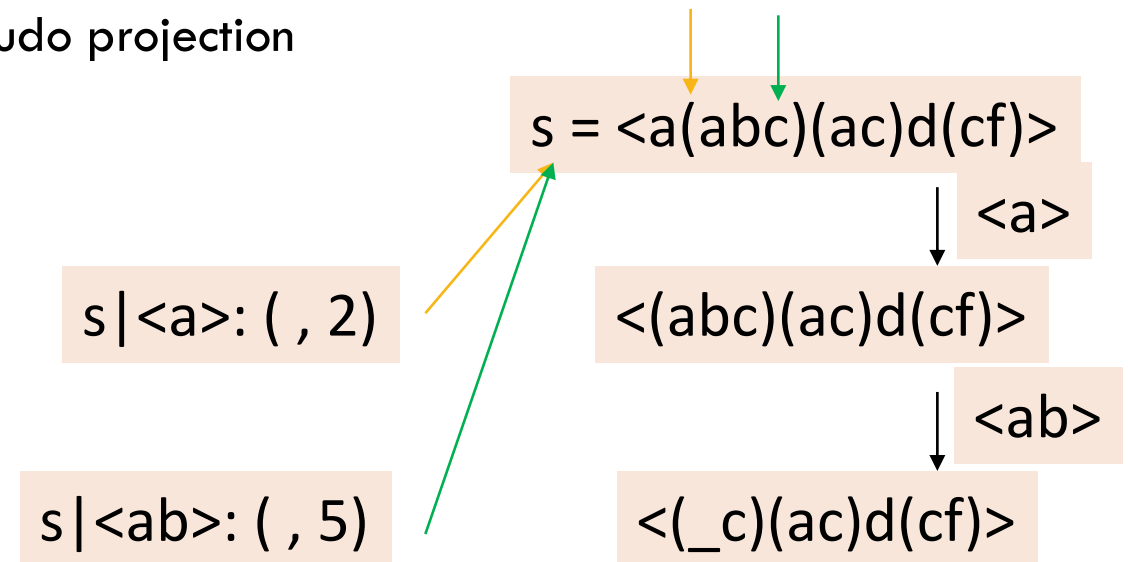 udo projection
s = <a(abc)(ac)d(cf)>
<a>
s|<a>: ( , 2)
<(abc)(ac)d(cf)>
<ab>
s|<ab>: ( , 5)
<(_c)(ac)d(cf)>